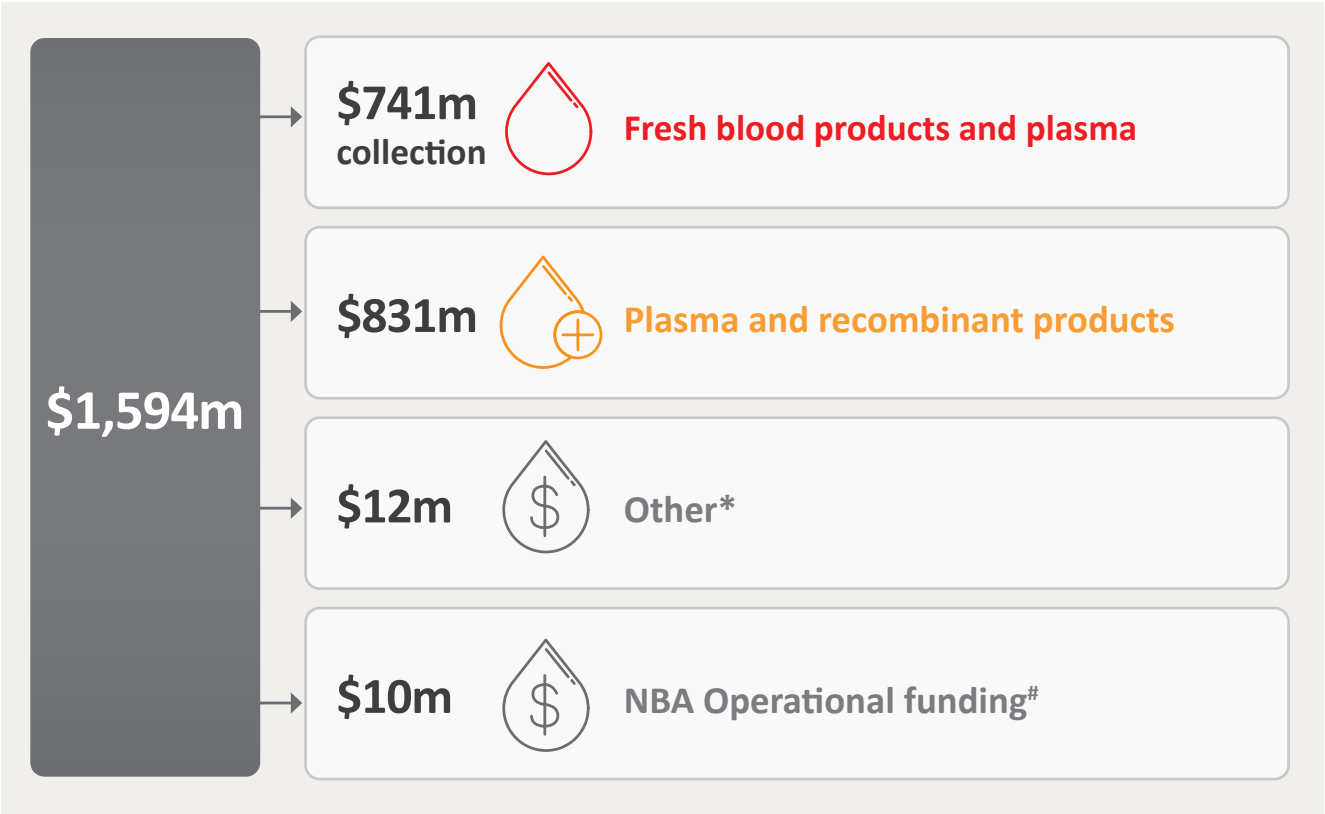 $1,594m
$741m
collection
Fresh blood products and plasma
$831m
Plasma and recombinant products
$12m
$
Other*
$10m
$
NBA Operational funding#